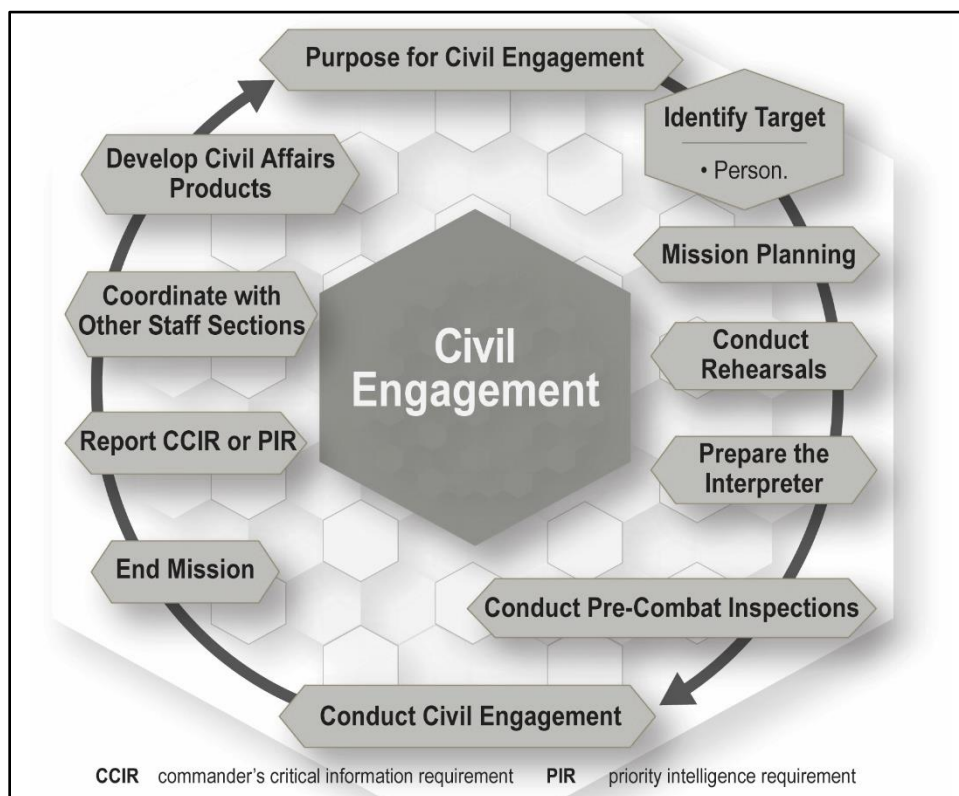 Purpose for Civil Engagement
Identify Target
• Person.
Mission Planning
Conduct
Rehearsals
Prepare the
Interpreter
Conduct Pre-Combat Inspections
Conduct Civil Engagement
End Mission
Report CCIR or PIR
Coordinate with
Other Staff Sections
Develop Civil Affairs
Products
Civil
Engagement
CCIR commander's critical information requirement PIR priority intelligence requirement